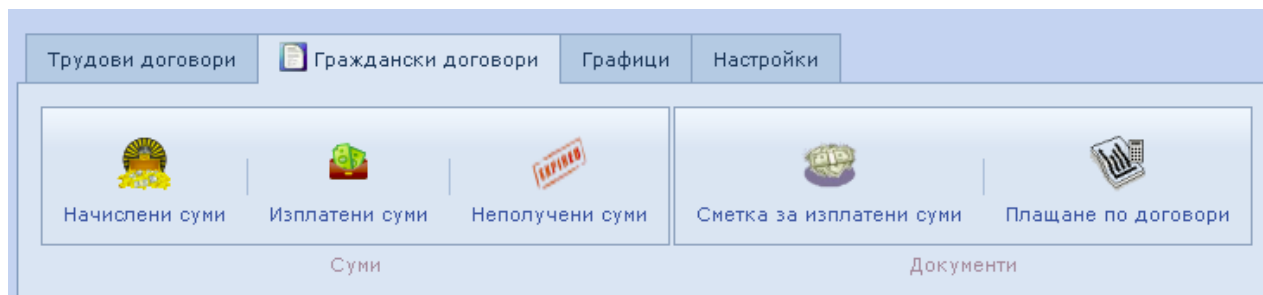 Трудови договори Граждански договори Графици Настройки
EXPIRED
Начислени суми Изплатени суми Неполучени суми Сметка за изплатени суми Плащане по договори
Суми Документи